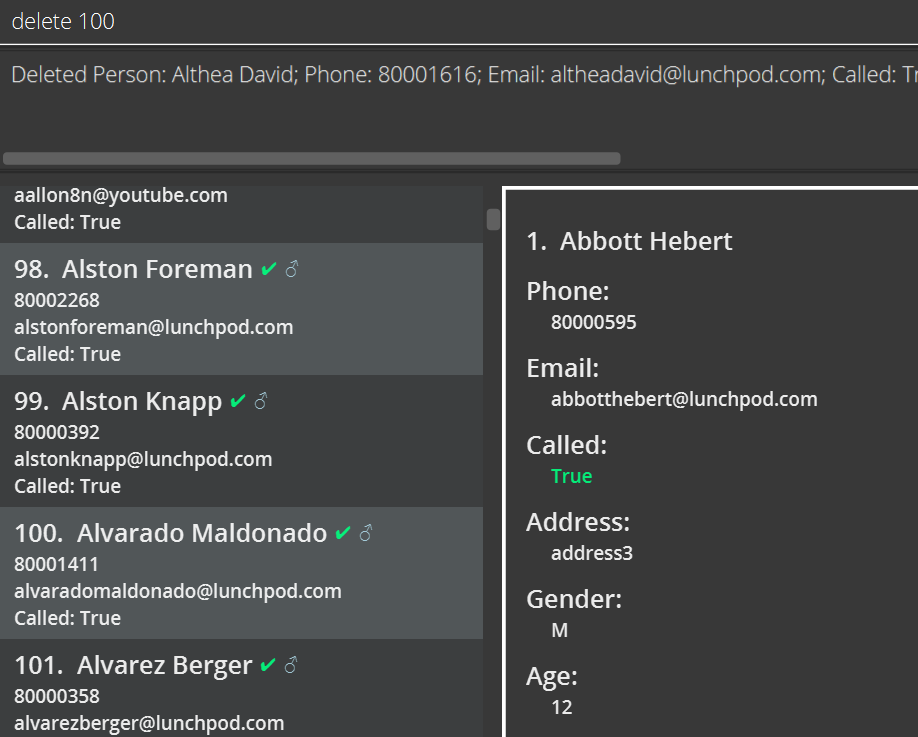 delete 100
Deleted Person: Althea David; Phone: 80001616; Email: altheadavid@lunchpod.com; Called: Tr
aallon8n@youtube.com
Called: True
98. Alston Foreman ✔ ♂
80002268
alstonforeman@lunchpod.com
Called: True
99. Alston Knapp ✔ ♂
80000392
alstonknapp@lunchpod.com
Called: True
100. Alvarado Maldonado ✔ ♂
80001411
alvaradomaldonado@lunchpod.com
Called: True
101. Alvarez Berger ✔ ♂
80000358
alvarezberger@lunchpod.com
1. Abbott Hebert
Phone:
80000595
Email:
abbotthebert@lunchpod.com
Called:
True
Address:
address3
Gender:
M
Age:
12